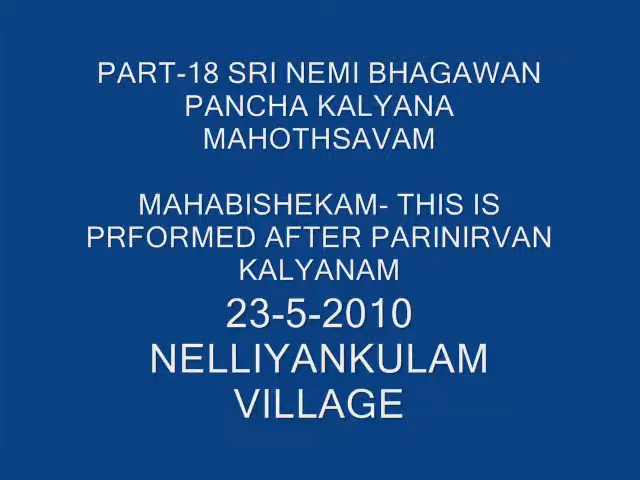 PART-18 SRI NEMI BHAGAWAN
PANCHA KALYANA
MAHOTHSAVAM
MAHABISHEKAM- THIS IS
PRFORMED AFTER PARINIRVAN
KALYANAM
23-5-2010
NELLIYANKULAM
VILLAGE